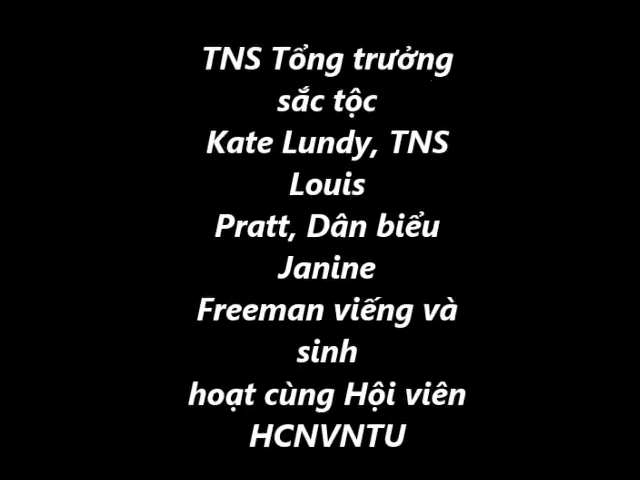 TNS Tổng trưởng
sắc tộc
Kate Lundy, TNS
Louis
Pratt, Dân biểu
Janine
Freeman viếng và
sinh
hoạt cùng Hội viên
HCNVNTU